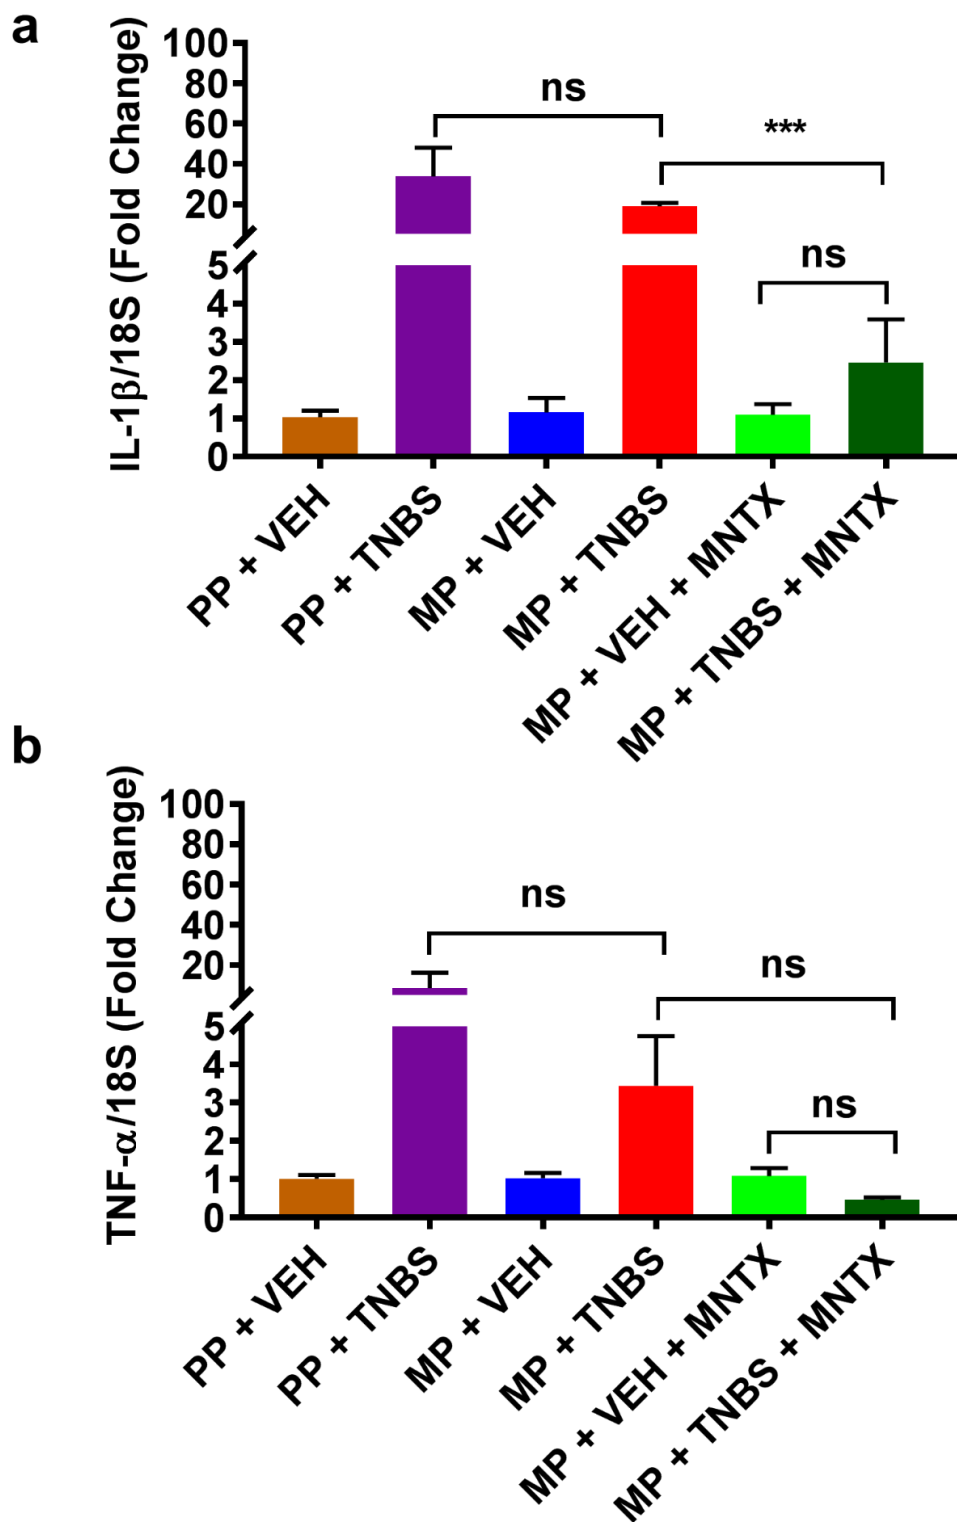 a
IL-1β/18S (Fold Change)
100
80
60
40
20
5
4
3
2
1
0
ns
***
ns
PP + VEH
PP + TNBS
MP + VEH
MP + TNBS
MP + VEH + MNTX
MP + TNBS + MNTX
b
TNF-α/18S (Fold Change)
100
80
60
40
20
5
4
3
2
1
0
ns
ns
ns
PP + VEH
PP + TNBS
MP + VEH
MP + TNBS
MP + VEH + MNTX
MP + TNBS + MNTX